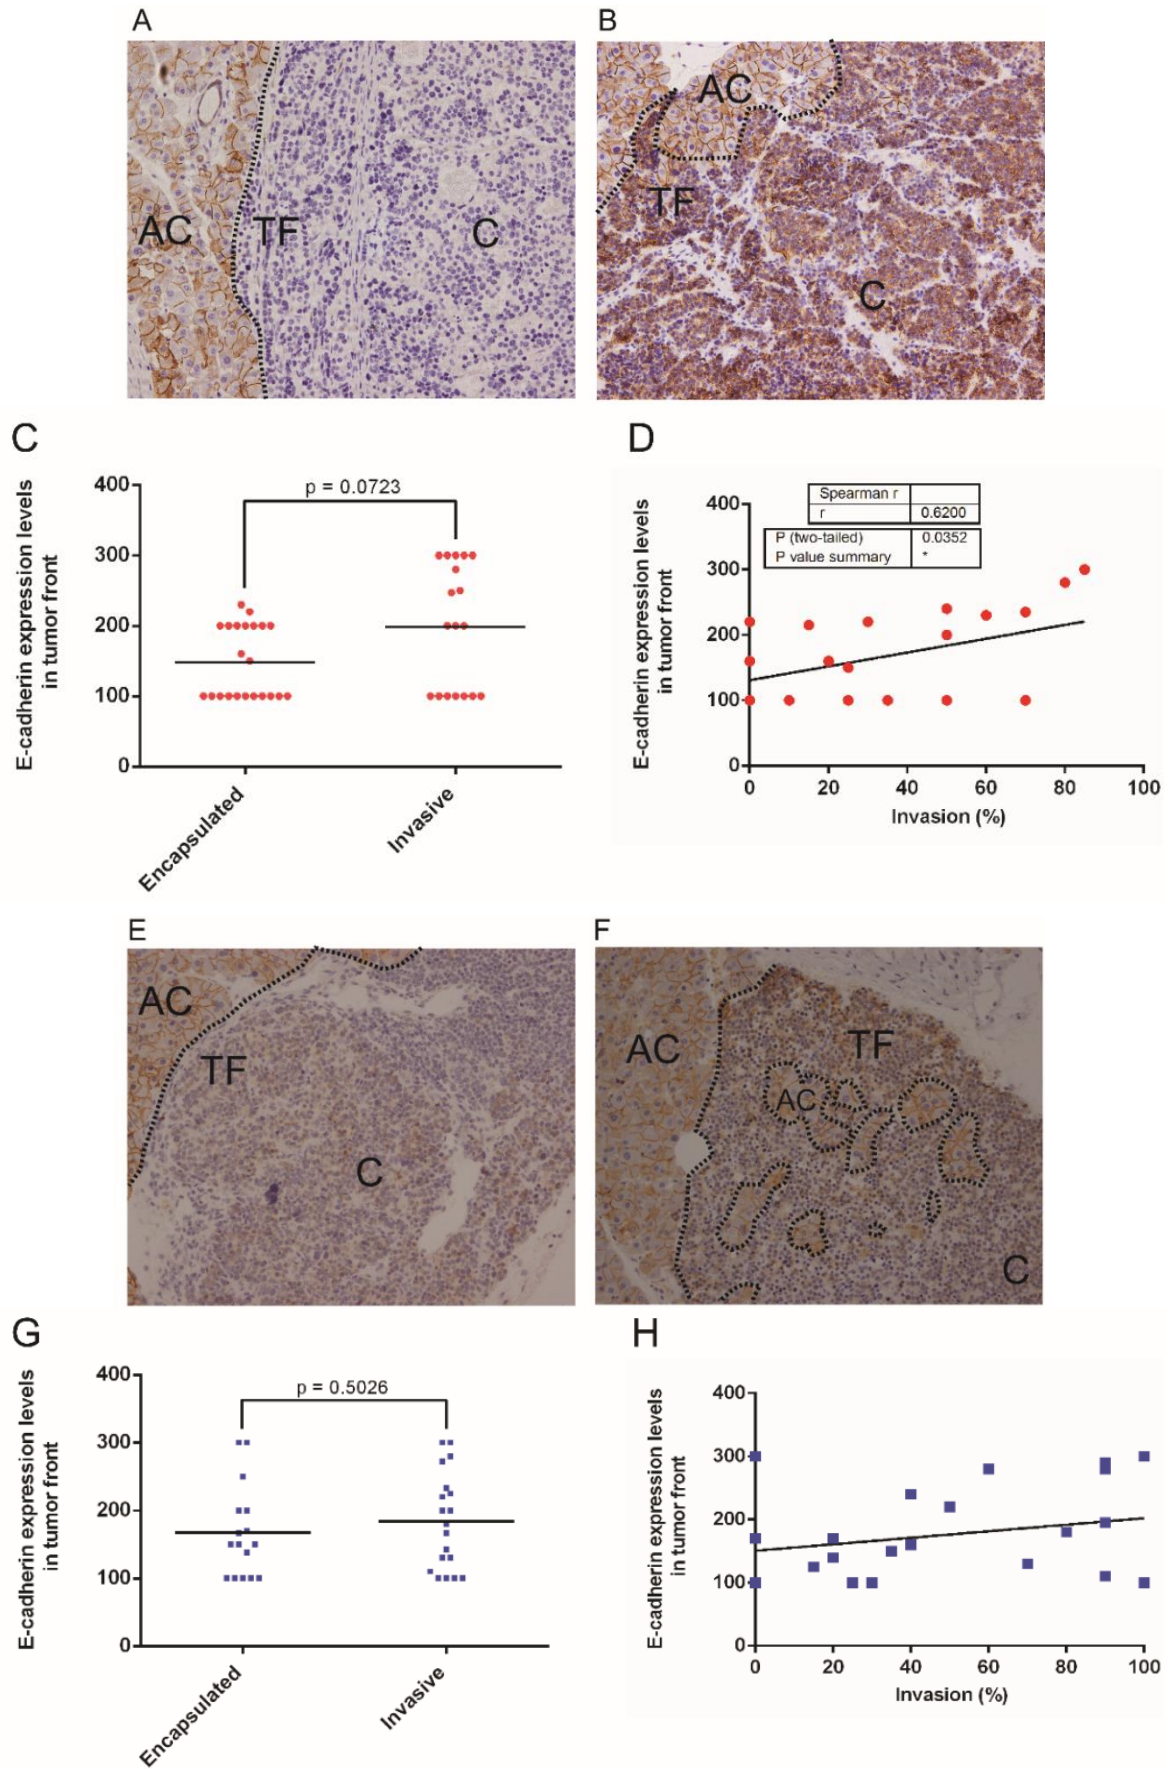 A
B
AC
TF
C
AC
TF
C
C
E-cadherin expression levels
in tumor front
400
300
200
100
0
p = 0.0723
Encapsulated
Invasive
D
E-cadherin expression levels
in tumor front
400
300
200
100
0
Spearman r
r 0.6200
P (two-tailed) 0.0352
P value summary *
0 20 40 60 80 100
Invasion (%)
E
F
AC
TF
C
AC
TF
AC
C
G
E-cadherin expression levels
in tumor front
400
300
200
100
0
p = 0.5026
Encapsulated
Invasive
H
E-cadherin expression levels
in tumor front
400
300
200
100
0
0 20 40 60 80 100
Invasion (%)